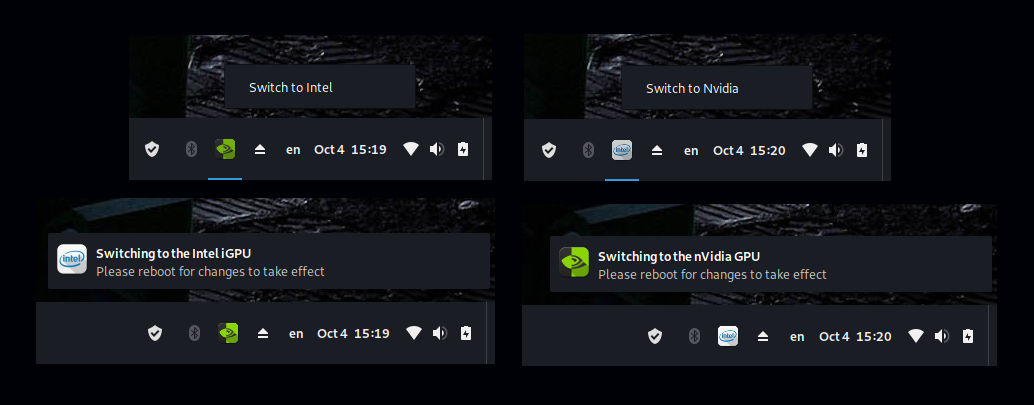 Switch to Intel
en Oct 4 15:19
Switch to Nvidia
intel en Oct 4 15:20
intel Switching to the Intel iGPU
Please reboot for changes to take effect
en Oct 4 15:19
Switching to the nVidia GPU
Please reboot for changes to take effect
intel en Oct 4 15:20